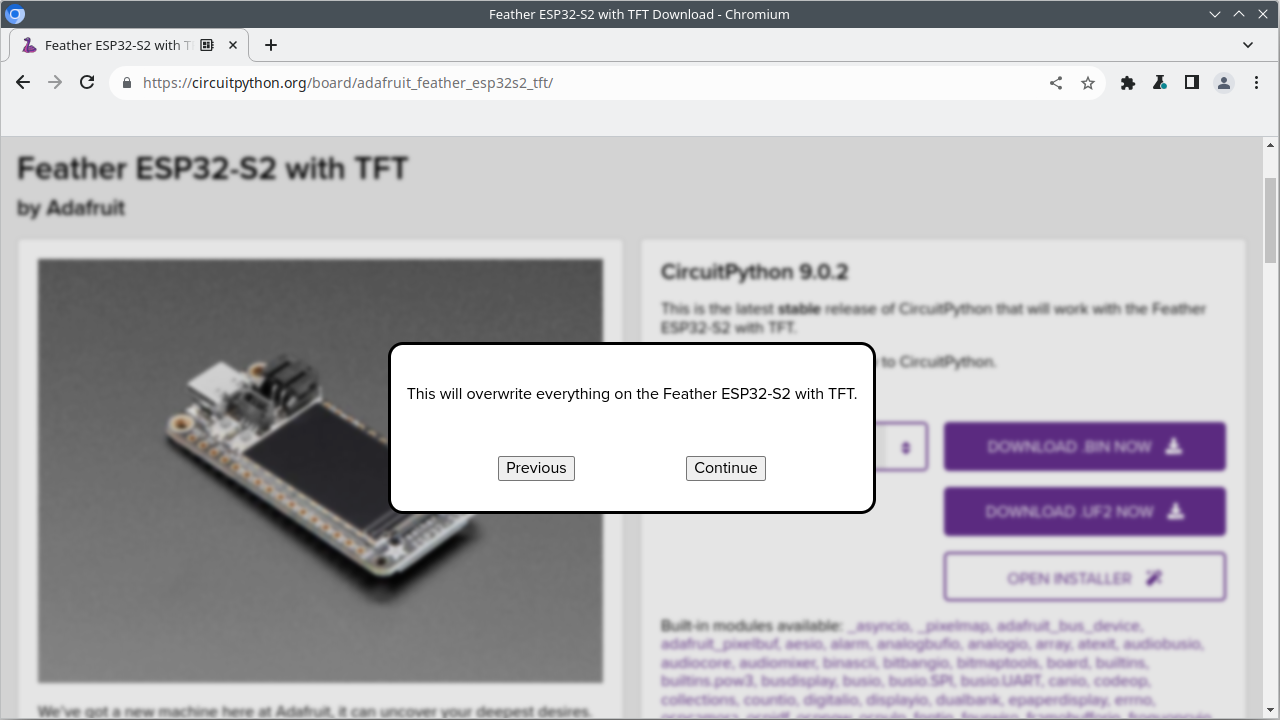 Feather ESP32-S2 with TFT Download - Chromium
Feather ESP32-S2 with T
https://circuitpython.org/board/adafruit_feather_esp32s2_tft/
Feather ESP32-S2 with TFT
by Adafruit
CircuitPython 9.0.2
This is the latest stable release of CircuitPython that will work with the Feather
ESP32-S2 with TFT.
to CircuitPython.
This will overwrite everything on the Feather ESP32-S2 with TFT.
Previous
Continue
DOWNLOAD .BIN NOW
DOWNLOAD .UF2 NOW
OPEN INSTALLER
Built-in modules available: _asyncio, _pixelmap, adafruit_bus_device,
adafruit_pixelbuf, aesio, alarm, analogbufio, analogio, array, atexit, audiobusio,
audiocore, audiomixer, binascii, bitbangio, bitmaptools, board, builtins,
builtins.pow3, busdisplay, busio, busio.SPI, busio.UART, canio, codeop,
collections, countio, digitalio, displayio, dualbank, epaperdisplay, errno,
We've got a new machine here at Adafruit, it can uncover your deepest desires.